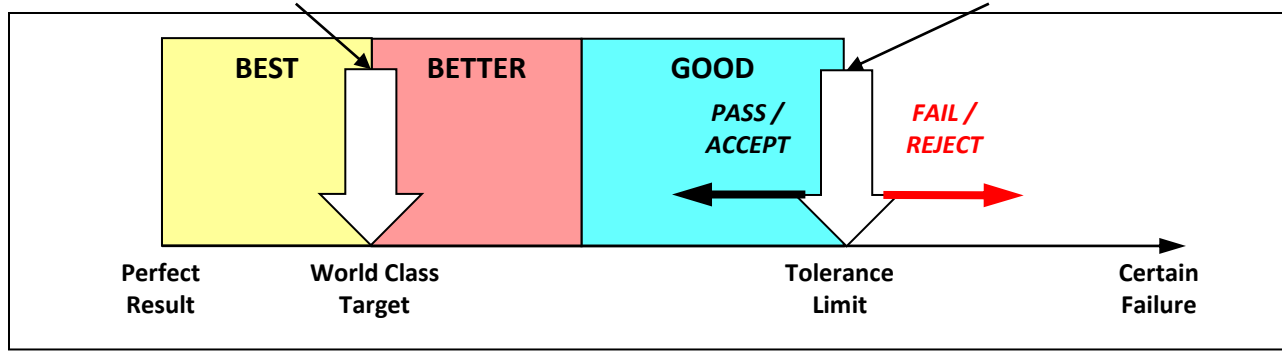 BEST
BETTER
GOOD
PASS /
ACCEPT
FAIL /
REJECT
Perfect
Result
World Class
Target
Tolerance
Limit
Certain
Failure